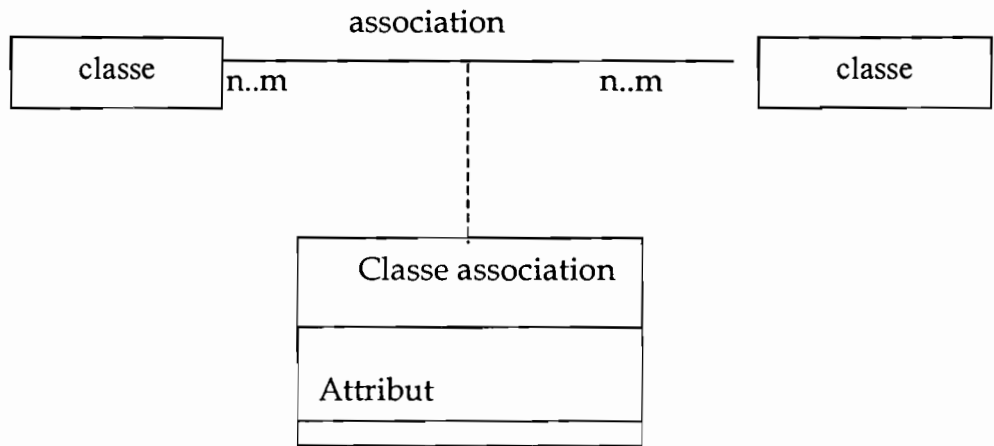 association
classe
classe
n..m
n..m
Classe association
Attribut